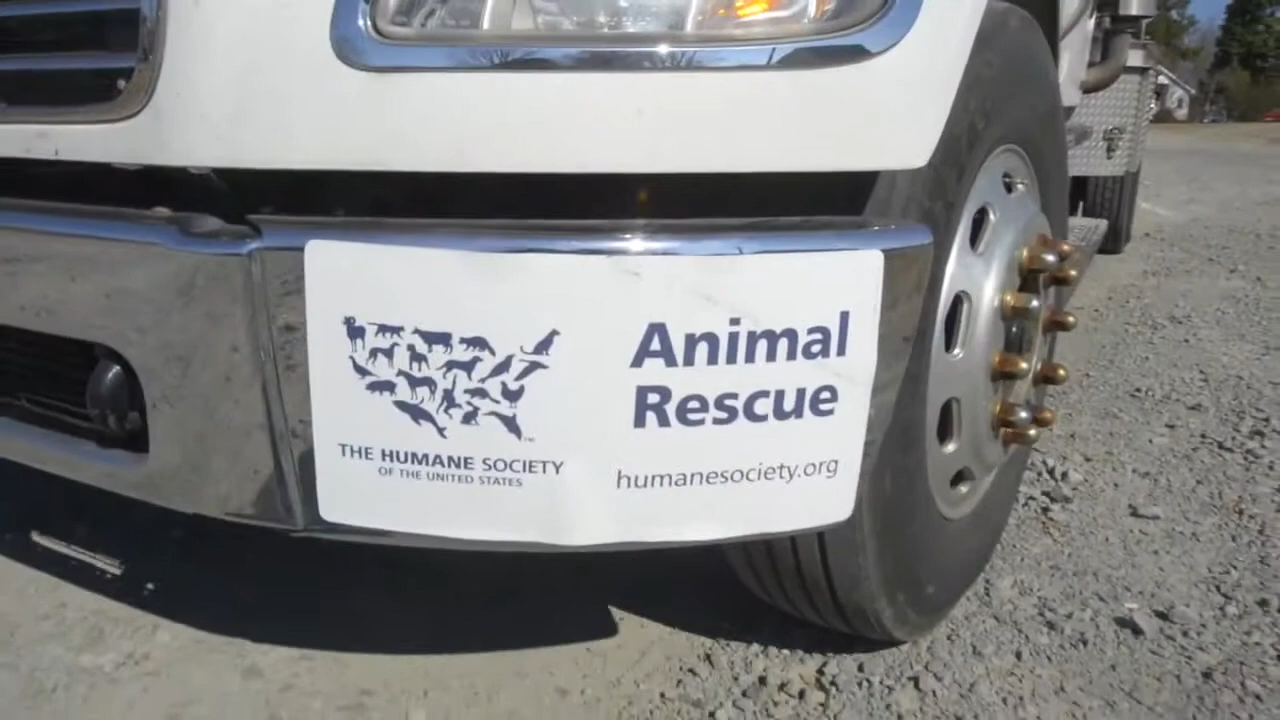 THE HUMANE SOCIETY
OF THE UNITED STATES
Animal
Rescue
humanesociety.org